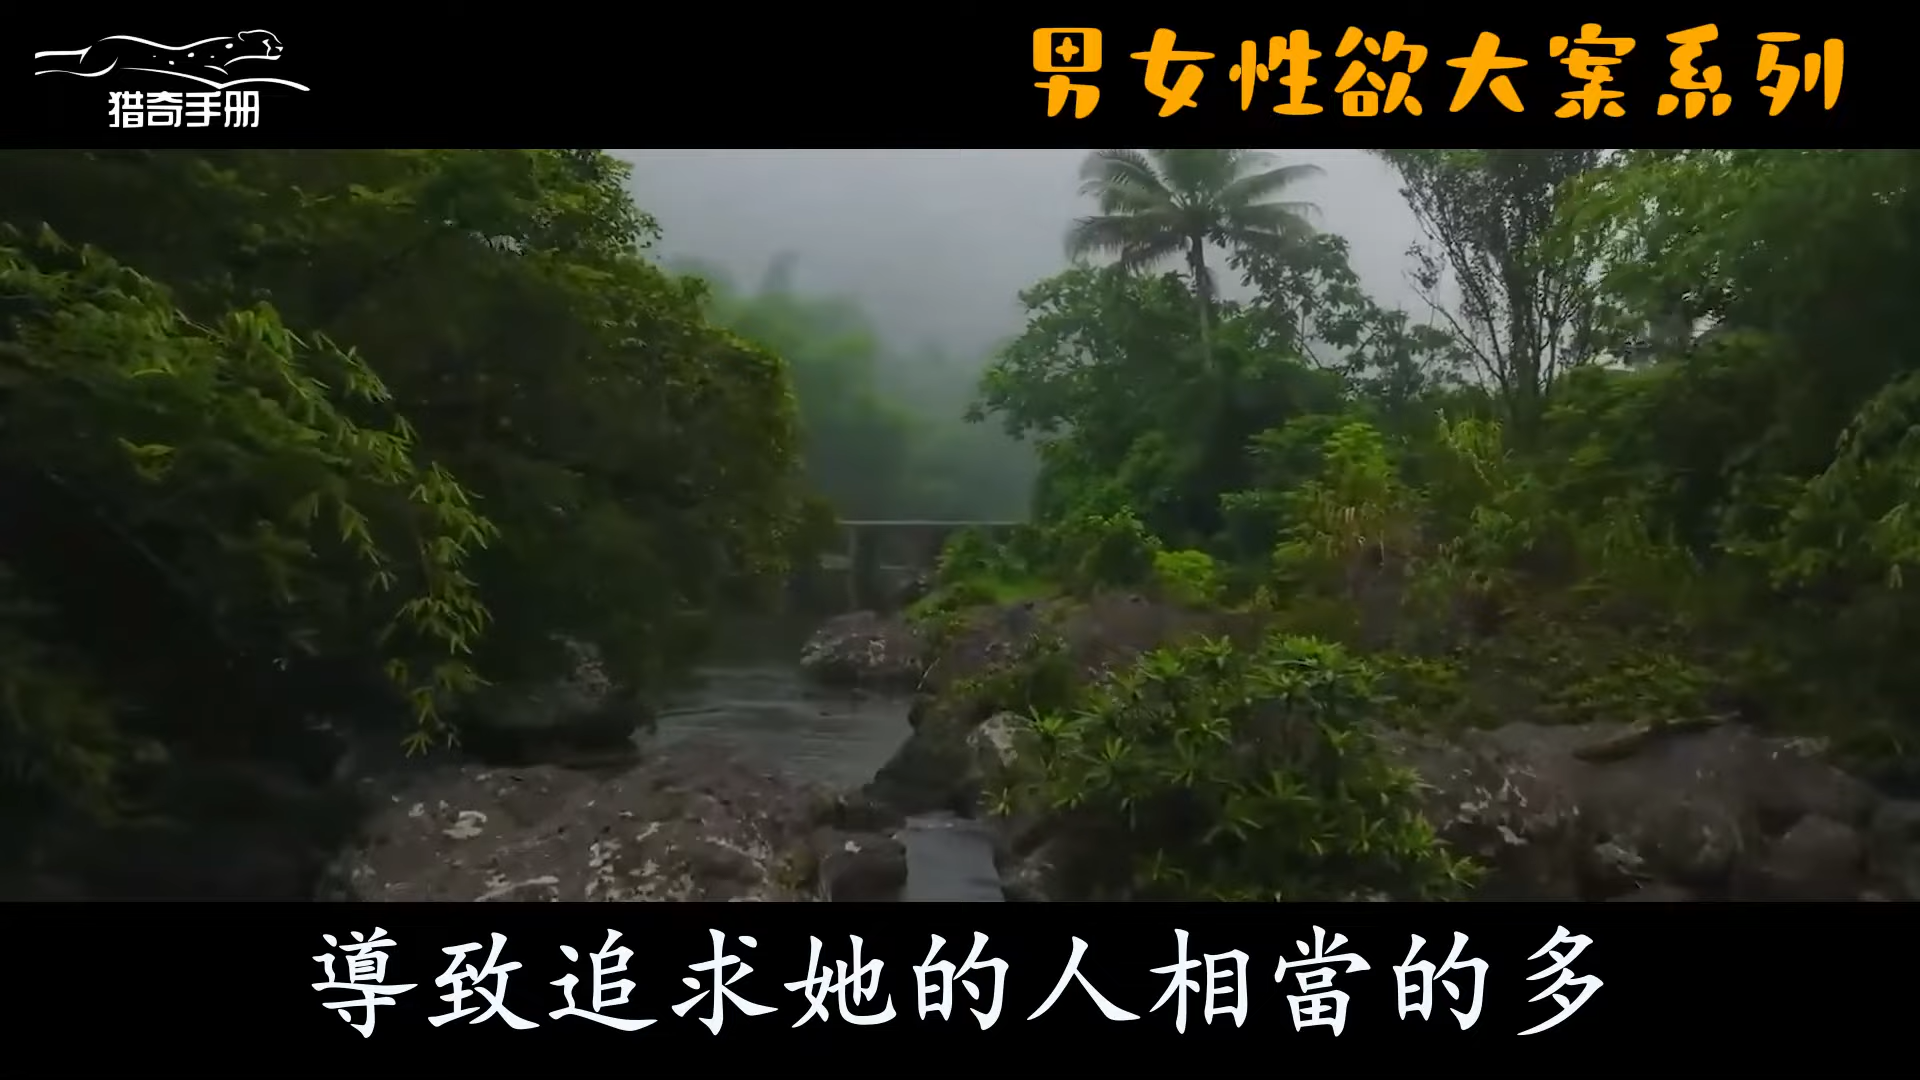 猎奇手册
男女性欲大案系列
導致追求她的人相當的多